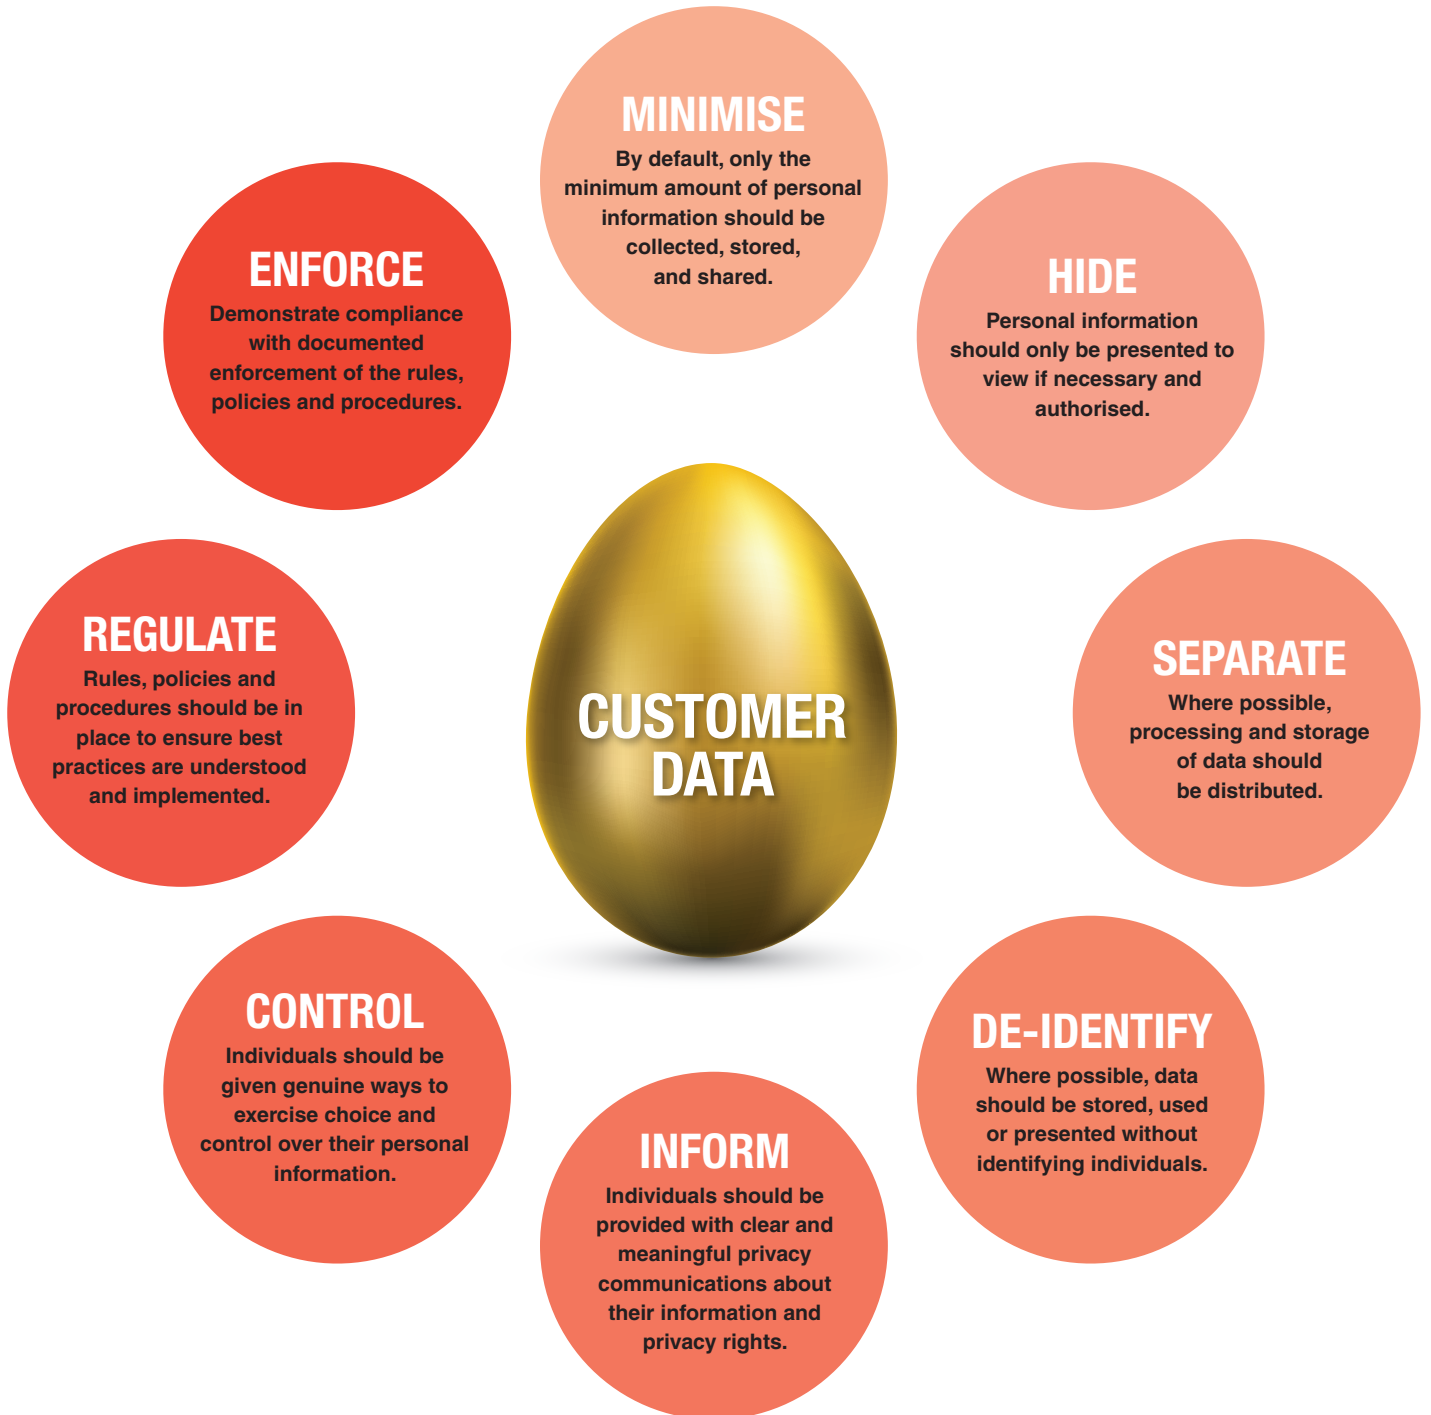 MINIMISE
By default, only the
minimum amount of personal
information should be
collected, stored,
and shared.
HIDE
Personal information
should only be presented to
view if necessary and
authorised.
SEPARATE
Where possible,
processing and storage
of data should
be distributed.
DE-IDENTIFY
Where possible, data
should be stored, used
or presented without
identifying individuals.
INFORM
Individuals should be
provided with clear and
meaningful privacy
communications about
their information and
privacy rights.
CONTROL
Individuals should be
given genuine ways to
exercise choice and
control over their personal
information.
REGULATE
Rules, policies and
procedures should be in
place to ensure best
practices are understood
and implemented.
ENFORCE
Demonstrate compliance
with documented
enforcement of the rules,
policies and procedures.
CUSTOMER
DATA